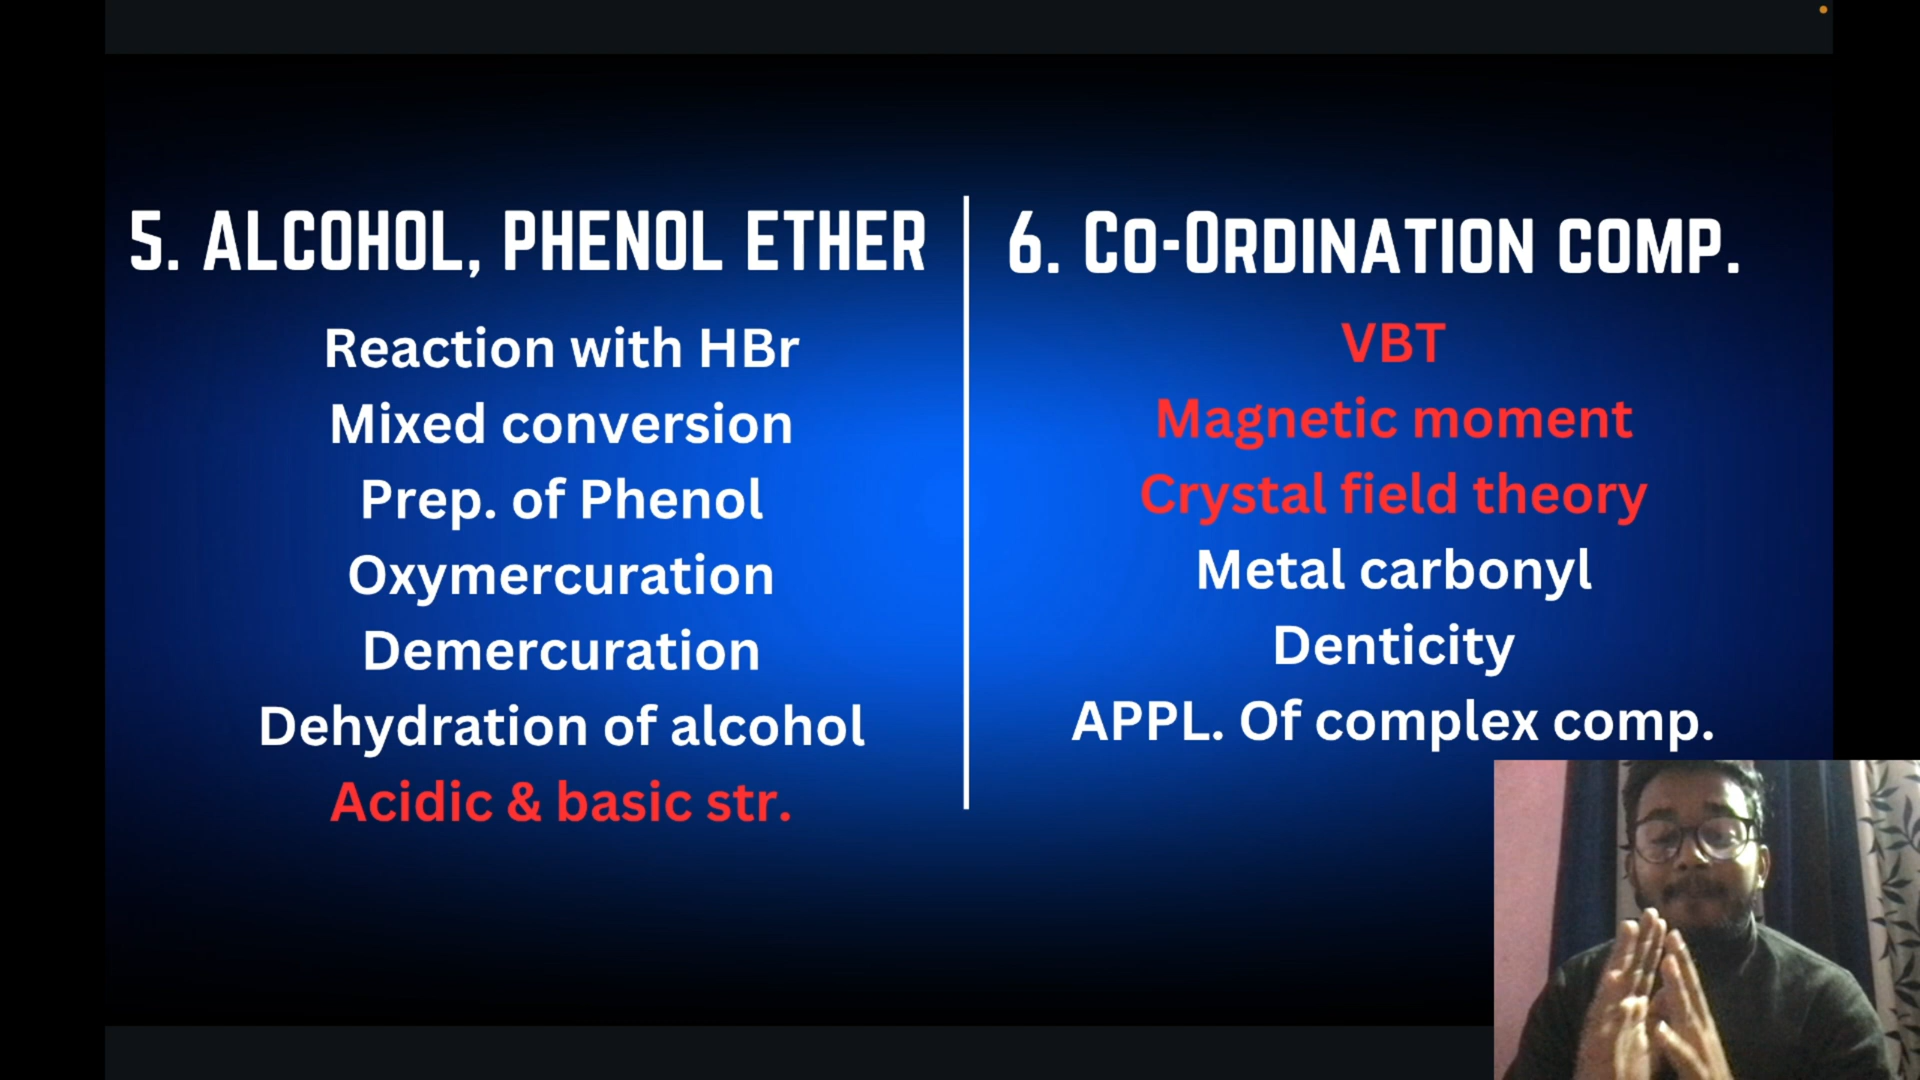 5. ALCOHOL, PHENOL ETHER
Reaction with HBr
Mixed conversion
Prep. of Phenol
Oxymercuration
Demercuration
Dehydration of alcohol
Acidic & basic str.
6. CO-ORDINATION COMP.
VBT
Magnetic moment
Crystal field theory
Metal carbonyl
Denticity
APPL. Of complex comp.